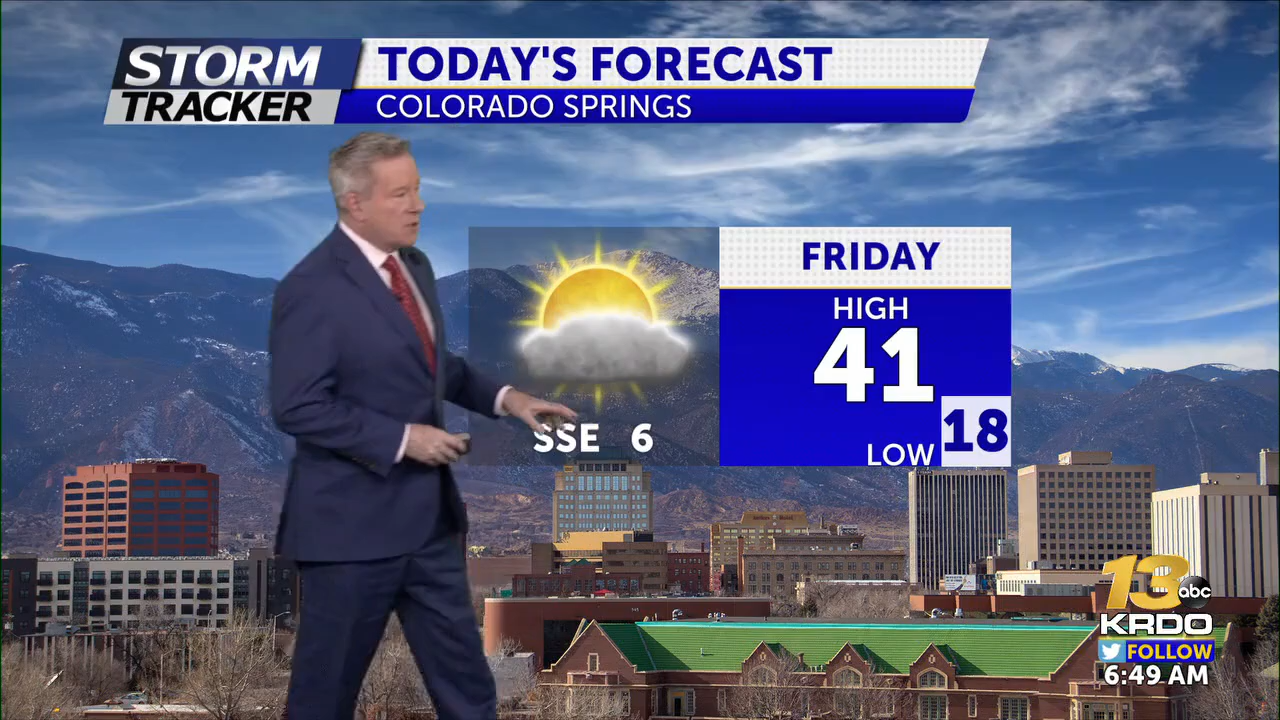 STORM
TRACKER
TODAY'S FORECAST
COLORADO SPRINGS
FRIDAY
HIGH
41
LOW 18
SSE 6
13 abc
KRDO
FOLLOW
6:49 AM